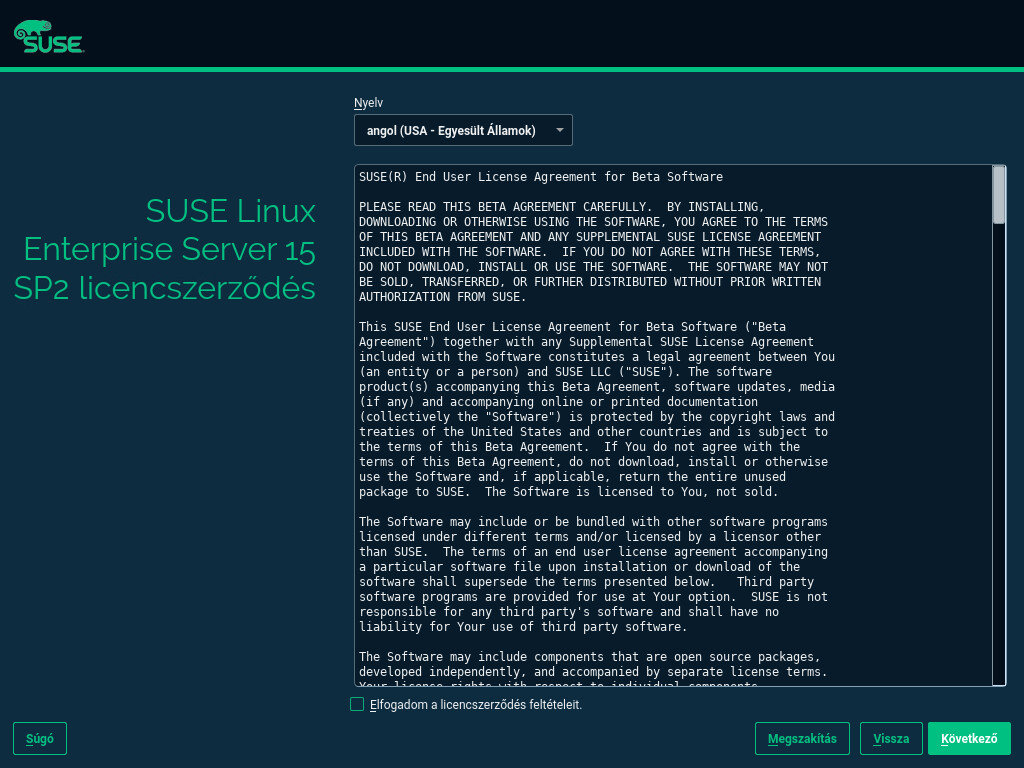 SUSE
Nyelv
angol (USA - Egyesült Államok)
SUSE Linux
Enterprise Server 15
SP2 licencszerződés
SUSE(R) End User License Agreement for Beta Software
PLEASE READ THIS BETA AGREEMENT CAREFULLY.  BY INSTALLING,
DOWNLOADING OR OTHERWISE USING THE SOFTWARE, YOU AGREE TO THE TERMS
OF THIS BETA AGREEMENT AND ANY SUPPLEMENTAL SUSE LICENSE AGREEMENT
INCLUDED WITH THE SOFTWARE.  IF YOU DO NOT AGREE WITH THESE TERMS,
DO NOT DOWNLOAD, INSTALL OR USE THE SOFTWARE.  THE SOFTWARE MAY NOT
BE SOLD, TRANSFERRED, OR FURTHER DISTRIBUTED WITHOUT PRIOR WRITTEN
AUTHORIZATION FROM SUSE.
This SUSE End User License Agreement for Beta Software ("Beta
Agreement") together with any Supplemental SUSE License Agreement
included with the Software constitutes a legal agreement between You
(an entity or a person) and SUSE LLC ("SUSE"). The software
product(s) accompanying this Beta Agreement, software updates, media
(if any) and accompanying online or printed documentation
(collectively the "Software") is protected by the copyright laws and
treaties of the United States and other countries and is subject to
the terms of this Beta Agreement.  If You do not agree with the
terms of this Beta Agreement, do not download, install or otherwise
use the Software and, if applicable, return the entire unused
package to SUSE.  The Software is licensed to You, not sold.
The Software may include or be bundled with other software programs
licensed under different terms and/or licensed by a licensor other
than SUSE.  The terms of an end user license agreement accompanying
a particular software file upon installation or download of the
software shall supersede the terms presented below.   Third party
software programs are provided for use at Your option.  SUSE is not
responsible for any third party's software and shall have no
liability for Your use of third party software.
The Software may include components that are open source packages,
developed independently, and accompanied by separate license terms.
Your license rights with respect to individual components
Elfogadom a licencszerződés feltételeit.
Súgó
Megszakítás
Vissza
Következő